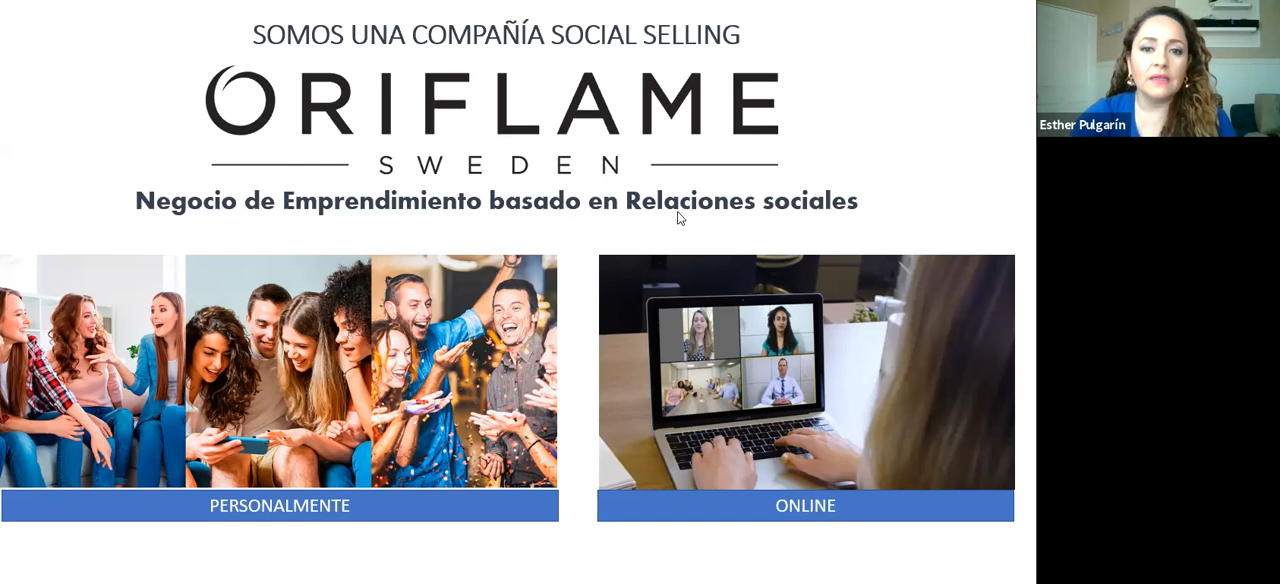 SOMOS UNA COMPAÑÍA SOCIAL SELLING
ORIFLAME
SWEDEN
Negocio de Emprendimiento basado en Relaciones sociales
PERSONALMENTE
ONLINE
Esther Pulgarín